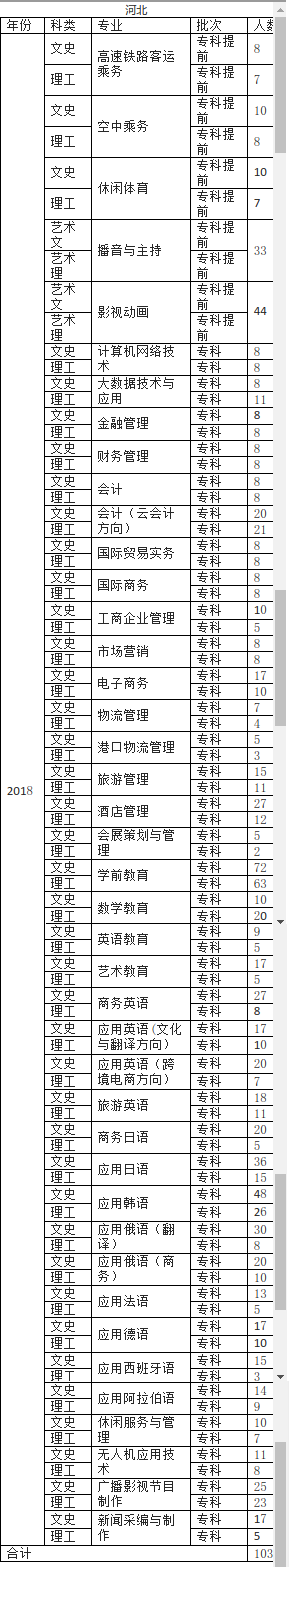 河北
年份 科类 专业 批次 人数
2018
文史 高速铁路客运乘务 专科提前 8
理工 专科提前 7
文史 空中乘务 专科提前 10
理工 专科提前 8
文史 休闲体育 专科提前 10
理工 专科提前 7
艺术文 播音与主持 专科提前 33
艺术理 专科提前
艺术文 影视动画 专科提前 44
艺术理 专科提前
文史 计算机网络技术 专科 8
理工 专科 8
文史 大数据技术与应用 专科 8
理工 专科 11
文史 金融管理 专科 8
理工 专科 8
文史 财务管理 专科 8
理工 专科 8
文史 会计 专科 8
理工 专科 8
文史 会计（云会计方向） 专科 20
理工 专科 21
文史 国际贸易实务 专科 8
理工 专科 8
文史 国际商务 专科 8
理工 专科 8
文史 工商企业管理 专科 10
理工 专科 5
文史 市场营销 专科 8
理工 专科 8
文史 电子商务 专科 17
理工 专科 10
文史 物流管理 专科 7
理工 专科 4
文史 港口物流管理 专科 5
理工 专科 3
文史 旅游管理 专科 15
理工 专科 11
文史 酒店管理 专科 27
理工 专科 12
文史 会展策划与管理 专科 5
理工 专科 2
文史 学前教育 专科 72
理工 专科 63
文史 数学教育 专科 10
理工 专科 20
文史 英语教育 专科 9
理工 专科 5
文史 艺术教育 专科 17
理工 专科 5
文史 商务英语 专科 27
理工 专科 8
文史 应用英语(文化与翻译方向) 专科 17
理工 专科 10
文史 应用英语（跨境电商方向） 专科 20
理工 专科 7
文史 旅游英语 专科 18
理工 专科 11
文史 商务日语 专科 20
理工 专科 5
文史 应用日语 专科 36
理工 专科 15
文史 应用韩语 专科 48
理工 专科 26
文史 应用俄语（翻译） 专科 30
理工 专科 8
文史 应用俄语（商务） 专科 20
理工 专科 10
文史 应用法语 专科 13
理工 专科 5
文史 应用德语 专科 17
理工 专科 10
文史 应用西班牙语 专科 15
理工 专科 3
文史 应用阿拉伯语 专科 14
理工 专科 9
文史 休闲服务与管理 专科 10
理工 专科 7
文史 无人机应用技术 专科 11
理工 专科 8
文史 广播影视节目制作 专科 25
理工 专科 23
文史 新闻采编与制作 专科 17
理工 专科 5
合计 103